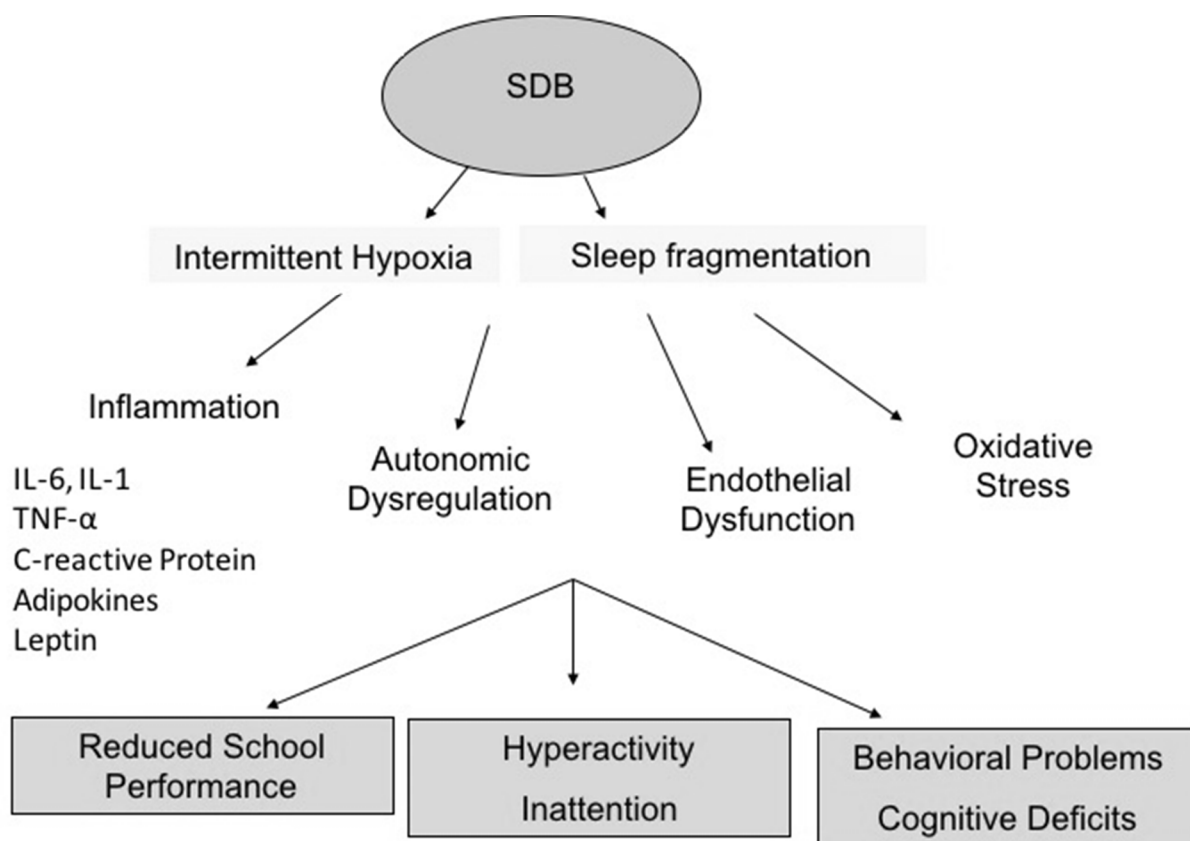 SDB
Intermittent Hypoxia
Sleep fragmentation
Inflammation
IL-6, IL-1
TNF-α
C-reactive Protein
Adipokines
Leptin
Autonomic
Dysregulation
Endothelial
Dysfunction
Oxidative
Stress
Reduced School
Performance
Hyperactivity
Inattention
Behavioral Problems
Cognitive Deficits